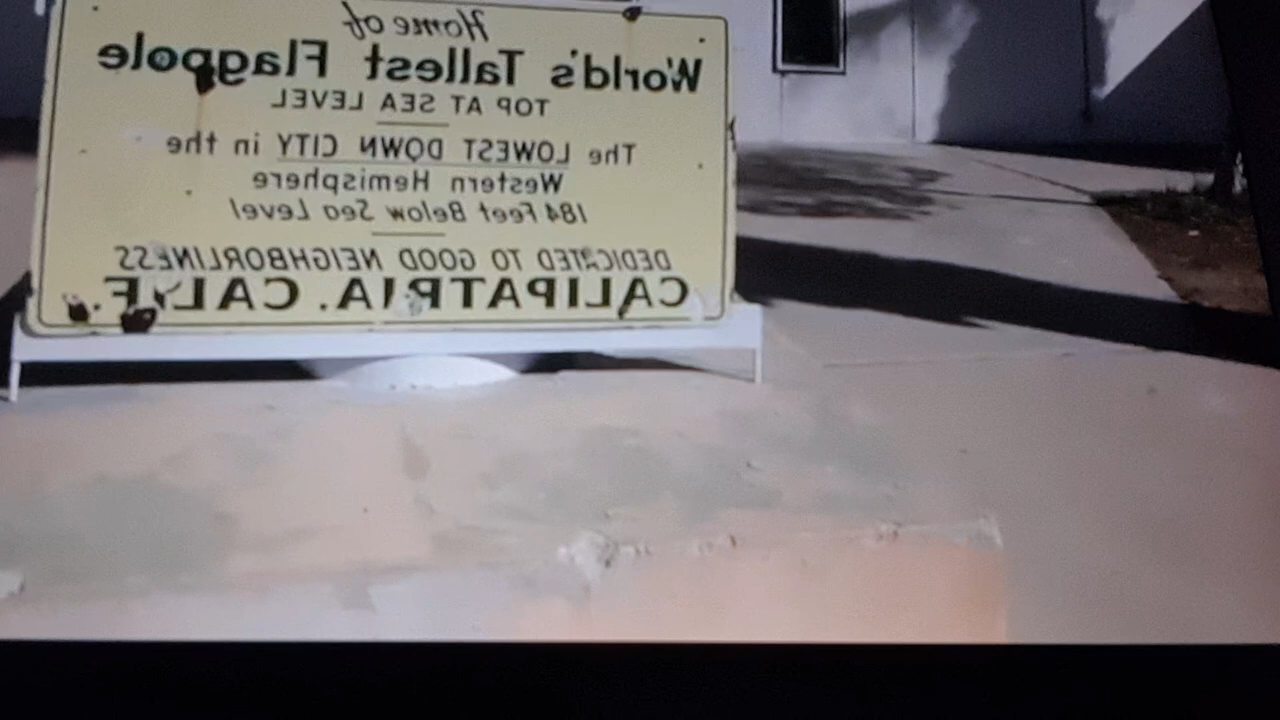 Home of
World's Tallest Flagpole
TOP AT SEA LEVEL
The LOWEST DOWN CITY in the
Western Hemisphere
184 Feet Below Sea Level
DEDICATED TO GOOD NEIGHBORLINESS
CALIPATRIA. CALIF.